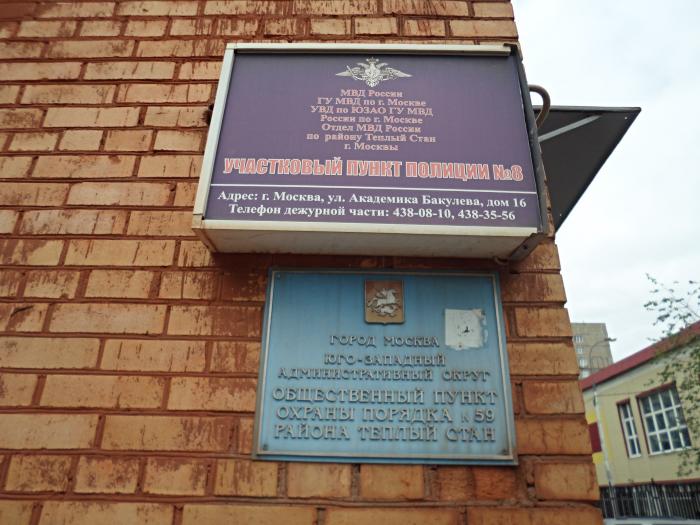 МВД России
ГУ МВД по г. Москве
УВД по ЮЗАО ГУ МВД
России по г. Москве
Отдел МВД России
по району Теплый Стан
г. Москвы
УЧАСТКОВЫЙ ПУНКТ ПОЛИЦИИ №8
Адрес: г. Москва, ул. Академика Бакулева, дом 16
Телефон дежурной части: 438-08-10, 438-35-56
ГОРОД МОСКВА
ЮГО-ЗАПАДНЫЙ
АДМИНИСТРАТИВНЫЙ ОКРУГ
ОБЩЕСТВЕННЫЙ ПУНКТ
ОХРАНЫ ПОРЯДКА N 59
РАЙОНА ТЕПЛЫЙ СТАН